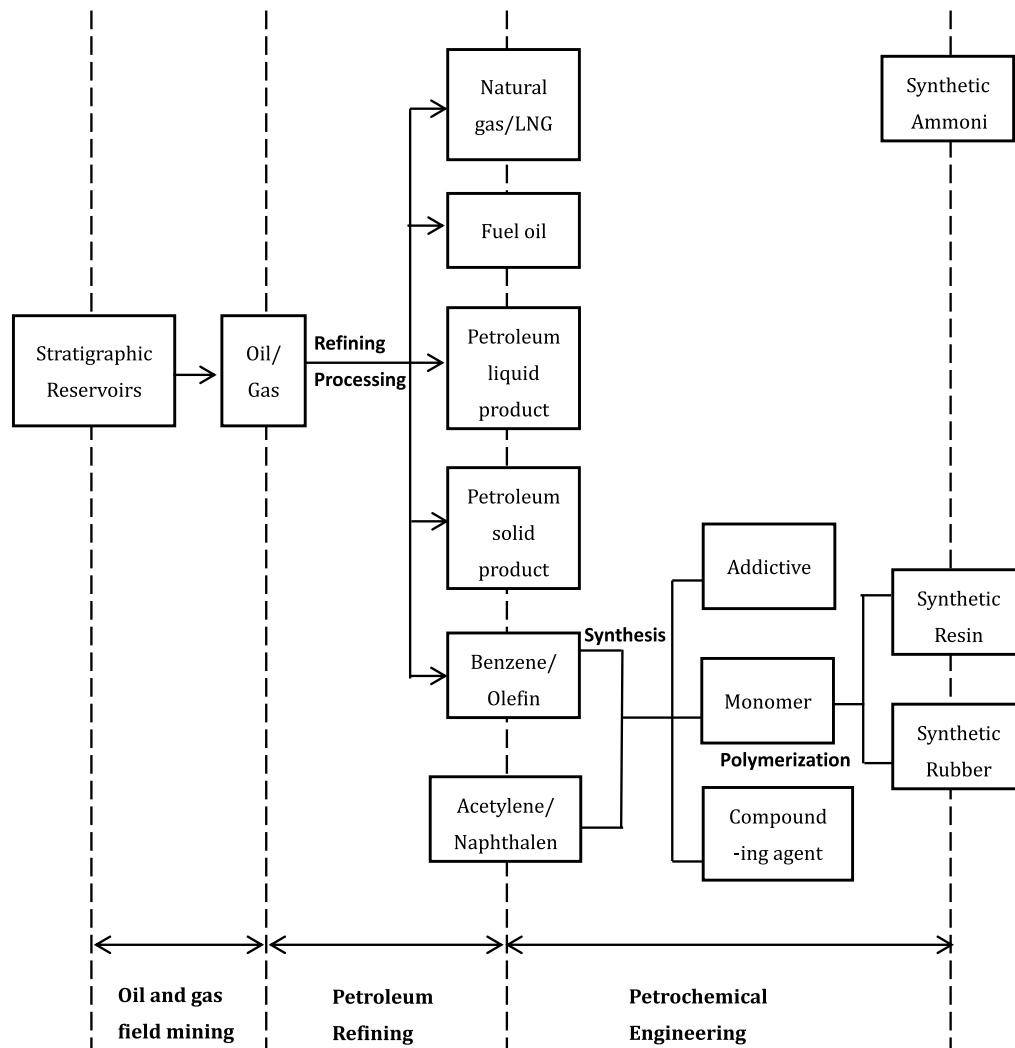 Natural
gas/LNG
Synthetic
Ammoni
Fuel oil
Stratigraphic
Reservoirs
Oil/
Gas
Refining
Processing
Petroleum
liquid
product
Petroleum
solid
product
Addictive
Synthetic
Resin
Synthesis
Benzene/
Olefin
Monomer
Polymerization
Synthetic
Rubber
Acetylene/
Naphthalen
Compound
-ing agent
Oil and gas
field mining
Petroleum
Refining
Petrochemical
Engineering